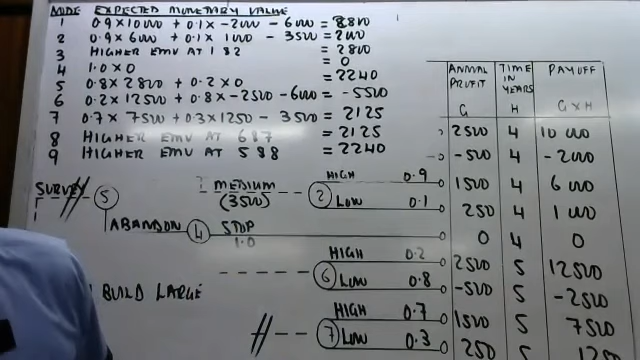 NODE EXPECTED MONETARY VALUE
1 0.9×10000 + 0.1×-2000 - 6000 = 2800
2 0.9×6000 + 0.1×1000 - 3500 = 2000
3 HIGHER EMV AT 1&2 = 2800
4 1.0×0 = 0
5 0.8×2800 + 0.2×0 = 2240
6 0.2×12500 + 0.8×-2500 - 6000 = -5500
7 0.7×7500 + 0.3×1250 - 3500 = 2125
8 HIGHER EMV AT 6&7 = 2125
9 HIGHER EMV AT 5&8 = 2240
ANNUAL PROFIT G TIME IN YEARS H PAYOFF G×H
2500 4 10000
-500 4 -2000
SURVEY 5 MEDIUM (3500) 2 HIGH 0.9 1500 4 6000
LOW 0.1 250 4 1000
ABANDON 4 STOP 1.0 0 4 0
HIGH 0.2 2500 5 12500
6 LOW 0.8 -500 5 -2500
BUILD LARGE
HIGH 0.7 1500 5 7500
7 LOW 0.3 250 5